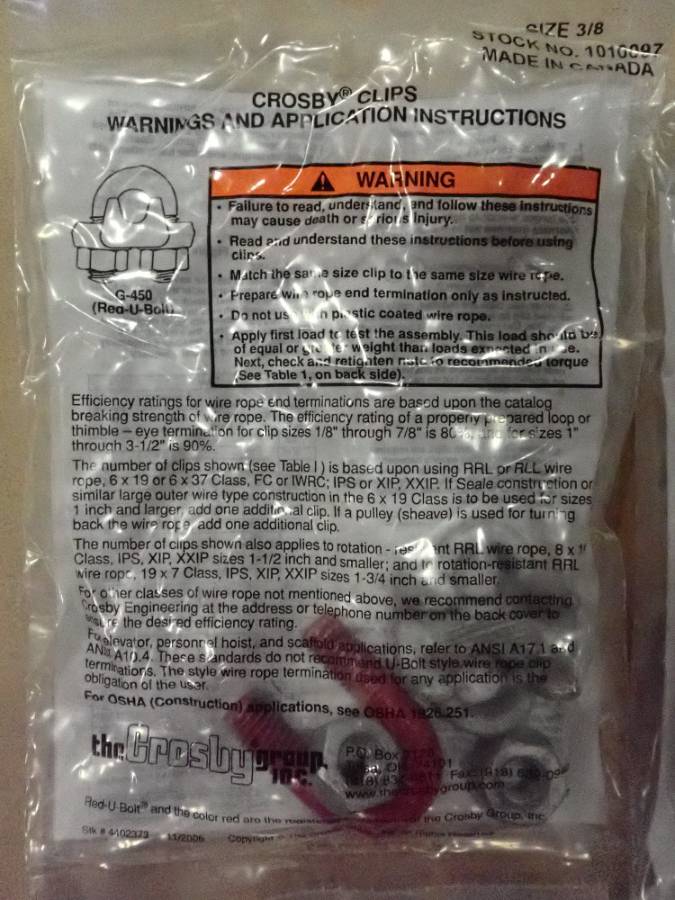 SIZE 3/8
STOCK NO. 1010097
MADE IN CANADA
CROSBY® CLIPS
WARNINGS AND APPLICATION INSTRUCTIONS
WARNING
• Failure to read, understand, and follow these instructions
may cause death or serious injury.
• Read and understand these instructions before using
clips.
• Match the same size clip to the same size wire rope.
• Prepare wire rope end termination only as instructed.
• Do not use on plastic coated wire rope.
• Apply first load to test the assembly. This load should be
of equal or greater weight than loads expected in use.
Next, check and retighten nuts to recommended torque
(See Table 1, on back side).
G-450
(Red-U-Bolt)
Efficiency ratings for wire rope end terminations are based upon the catalog
breaking strength of wire rope. The efficiency rating of a properly prepared loop or
thimble – eye termination for clip sizes 1/8" through 7/8" is 80%, and for sizes 1"
through 3-1/2" is 90%.
The number of clips shown (see Table I) is based upon using RRL or RLL wire
rope, 6 x 19 or 6 x 37 Class, FC or IWRC; IPS or XIP, XXIP. If Seale construction or
similar large outer wire type construction in the 6 x 19 Class is to be used for sizes
1 inch and larger, add one additional clip. If a pulley (sheave) is used for turning
back the wire rope, add one additional clip.
The number of clips shown also applies to rotation - resistant RRL wire rope, 8 x
Class, IPS, XIP, XXIP sizes 1-1/2 inch and smaller; and to rotation-resistant RRL
wire rope, 19 x 7 Class, IPS, XIP, XXIP sizes 1-3/4 inch and smaller.
For other classes of wire rope not mentioned above, we recommend contacting
Crosby Engineering at the address or telephone number on the back cover to
ensure the desired efficiency rating.
For elevator, personnel hoist, and scaffold applications, refer to ANSI A17.1 and
ANSI A10.4. These standards do not recommend U-Bolt style wire rope clip
terminations. The style wire rope termination used for any application is the
obligation of the user.
For OSHA (Construction) applications, see OSHA 1926.251.
the Crosby group, inc.
P.O. Box
Fax: (918)
www.thecrosbygroup.com
Red-U-Bolt® and the color red are the of the Crosby Group, Inc.
Stk # 4402373 11/2006 Copyright